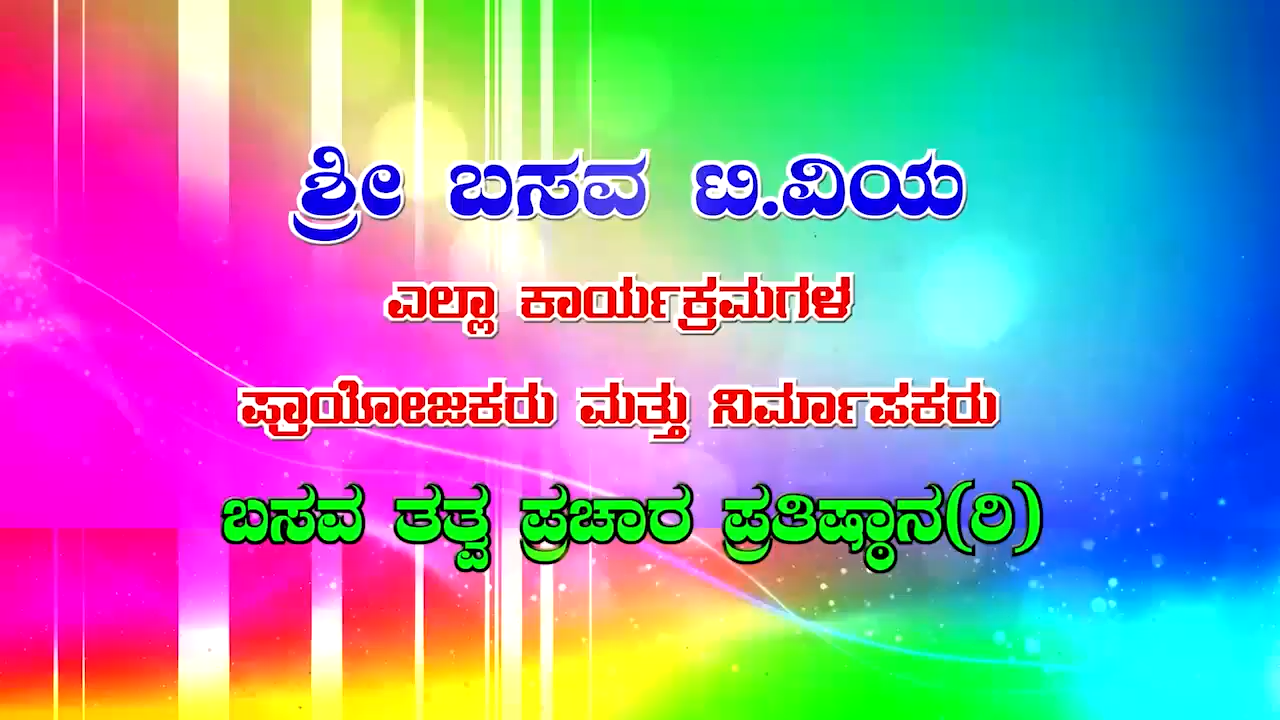 ಶ್ರೀ ಬಸವ ಟಿ.ವಿಯ
ಎಲ್ಲಾ ಕಾರ್ಯಕ್ರಮಗಳ
ಪ್ರಾಯೋಜಕರು ಮತ್ತು ನಿರ್ಮಾಪಕರು
ಬಸವ ತತ್ವ ಪ್ರಚಾರ ಪ್ರತಿಷ್ಠಾನ(ರಿ)